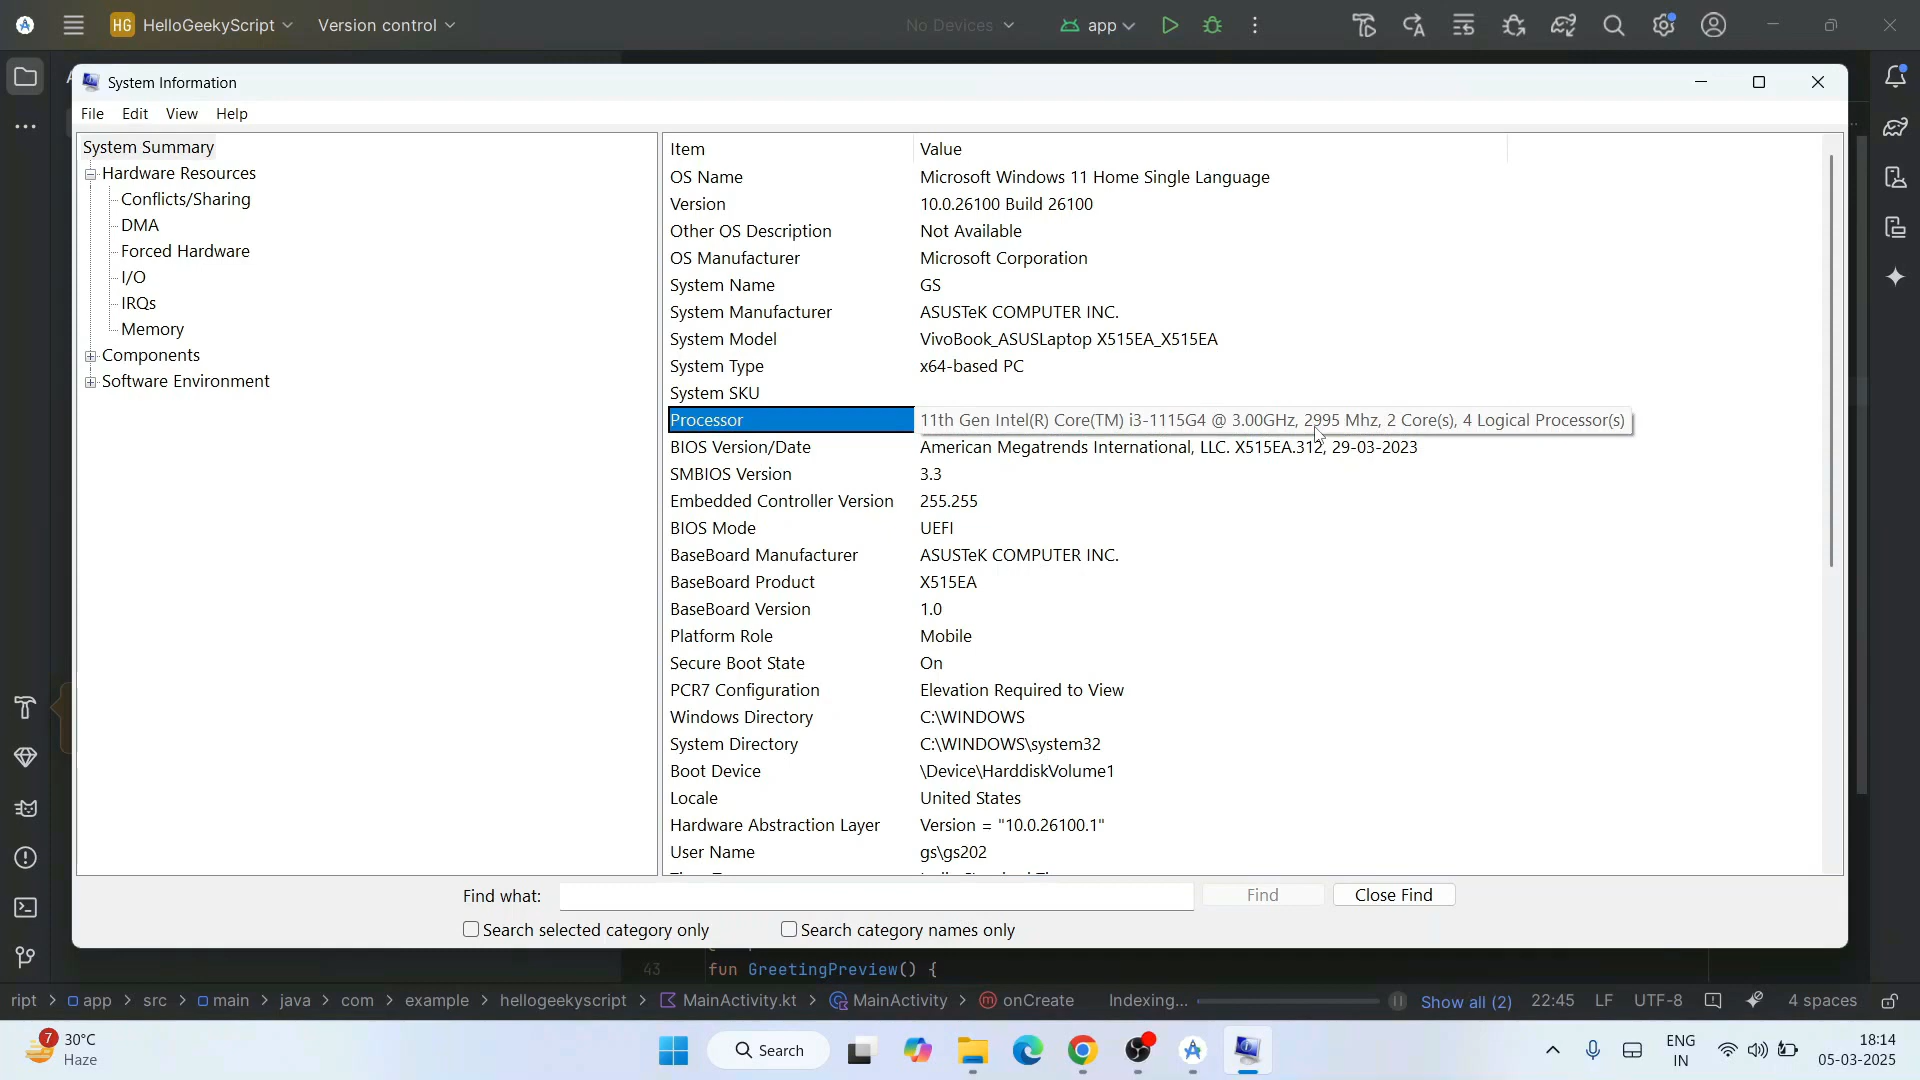 HG HelloGeekyScript Version control No Devices app
System Information
File Edit View Help
System Summary
Hardware Resources
Conflicts/Sharing
DMA
Forced Hardware
I/O
IRQs
Memory
Components
Software Environment
Item Value
OS Name Microsoft Windows 11 Home Single Language
Version 10.0.26100 Build 26100
Other OS Description Not Available
OS Manufacturer Microsoft Corporation
System Name GS
System Manufacturer ASUSTeK COMPUTER INC.
System Model VivoBook_ASUSLaptop X515EA_X515EA
System Type x64-based PC
System SKU
Processor 11th Gen Intel(R) Core(TM) i3-1115G4 @ 3.00GHz, 2995 Mhz, 2 Core(s), 4 Logical Processor(s)
BIOS Version/Date American Megatrends International, LLC. X515EA.312, 29-03-2023
SMBIOS Version 3.3
Embedded Controller Version 255.255
BIOS Mode UEFI
BaseBoard Manufacturer ASUSTeK COMPUTER INC.
BaseBoard Product X515EA
BaseBoard Version 1.0
Platform Role Mobile
Secure Boot State On
PCR7 Configuration Elevation Required to View
Windows Directory C:\WINDOWS
System Directory C:\WINDOWS\system32
Boot Device \Device\HarddiskVolume1
Locale United States
Hardware Abstraction Layer Version = "10.0.26100.1"
User Name gs\gs202
Find what: Find Close Find
Search selected category only Search category names only
43 fun GreetingPreview() {
ript > app > src > main > java > com > example > hellogeekyscript > MainActivity.kt > MainActivity > onCreate Indexing... Show all (2) 22:45 LF UTF-8 4 spaces
7 30°C
Haze
Search
ENG
IN
18:14
05-03-2025